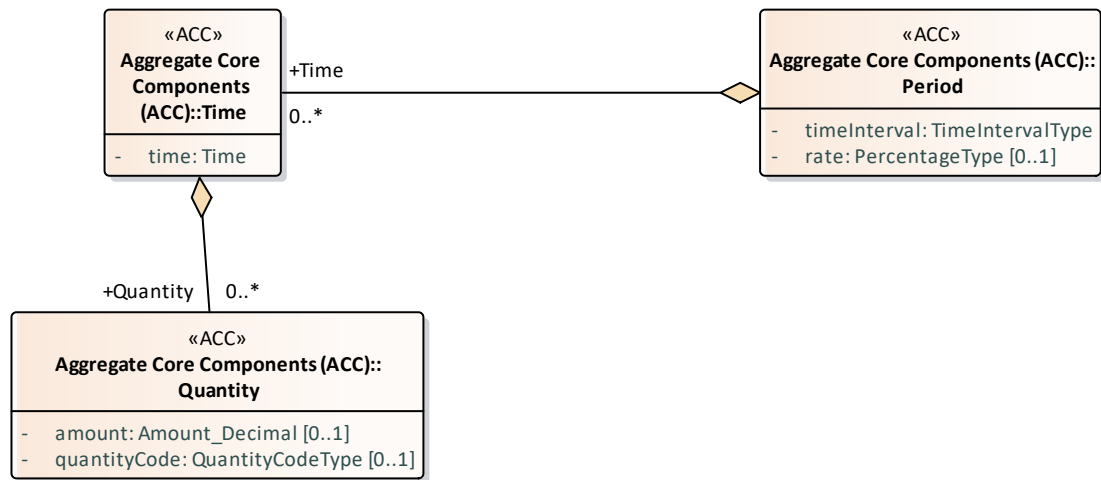 «ACC»
Aggregate Core
Components
(ACC)::Time
- time: Time
+Time
0..*
«ACC»
Aggregate Core Components (ACC)::
Period
- timeInterval: TimeIntervalType
- rate: PercentageType [0..1]
+Quantity 0..*
«ACC»
Aggregate Core Components (ACC)::
Quantity
- amount: Amount_Decimal [0..1]
- quantityCode: QuantityCodeType [0..1]